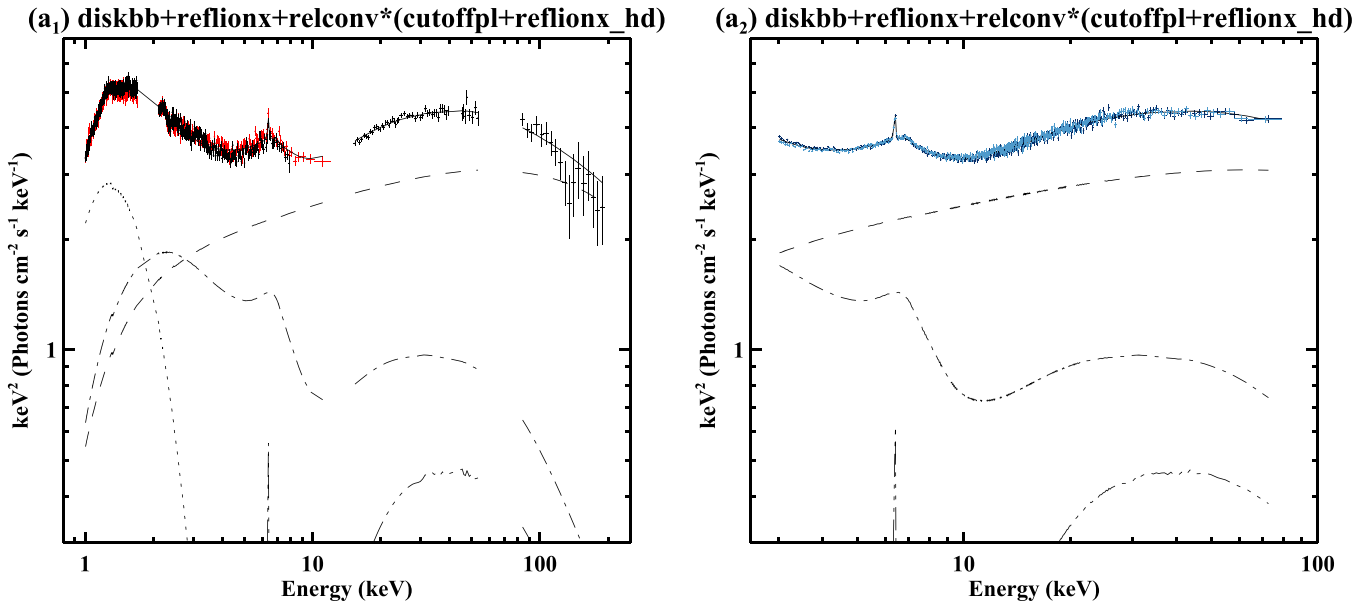 (a₁) diskbb+reflionx+relconv*(cutoffpl+reflionx_hd)
keV² (Photons cm⁻² s⁻¹ keV⁻¹)
1
1
10
100
Energy (keV)
(a₂) diskbb+reflionx+relconv*(cutoffpl+reflionx_hd)
keV² (Photons cm⁻² s⁻¹ keV⁻¹)
1
10
100
Energy (keV)